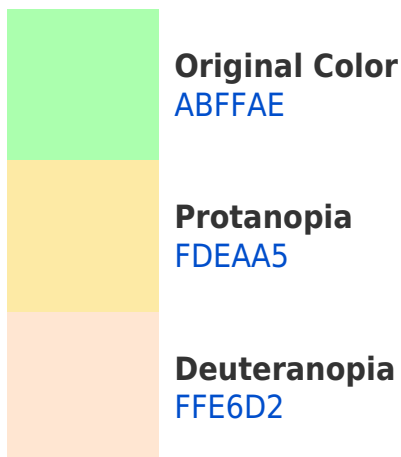 Original Color
ABFFAE
Protanopia
FDEAA5
Deuteranopia
FFE6D2